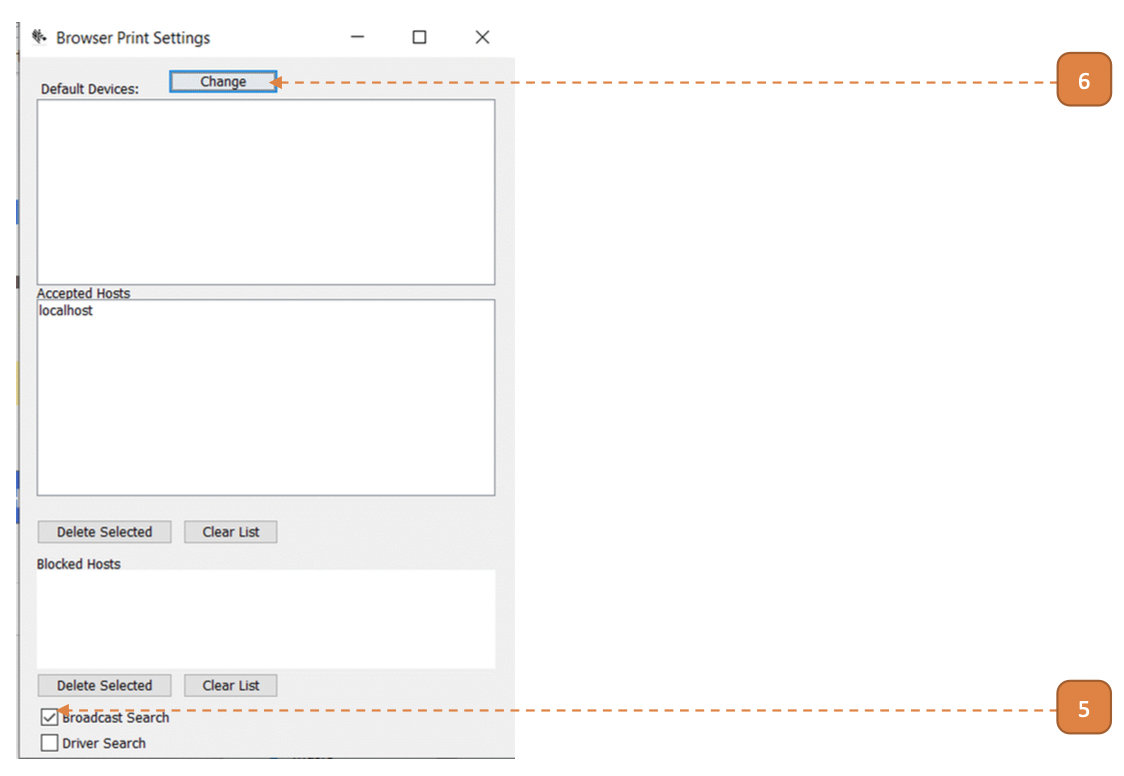 Browser Print Settings
Default Devices:
Change
6
Accepted Hosts
localhost
Delete Selected
Clear List
Blocked Hosts
Delete Selected
Clear List
Broadcast Search
5
Driver Search